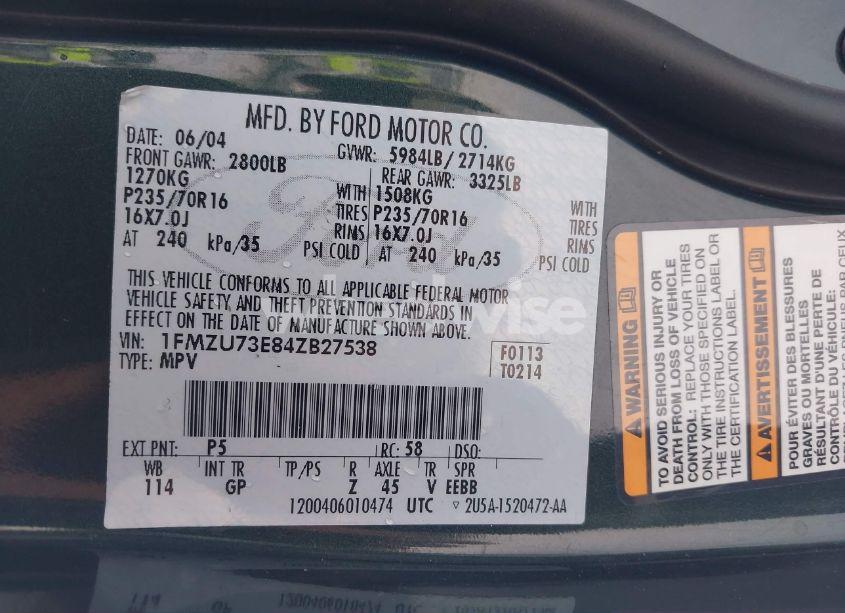 MFD. BY FORD MOTOR CO.
DATE: 06/04 GVWR: 5984LB / 2714KG
FRONT GAWR: 2800LB REAR GAWR: 3325LB
1270KG WITH 1508KG WITH
P235/70R16 TIRES P235/70R16 TIRES
16X7.0J RIMS 16X7.0J RIMS
AT 240 kPa/35 PSI COLD AT 240 kPa/35 PSI COLD
THIS VEHICLE CONFORMS TO ALL APPLICABLE FEDERAL MOTOR
VEHICLE SAFETY AND THEFT PREVENTION STANDARDS IN
EFFECT ON THE DATE OF MANUFACTURE SHOWN ABOVE.
VIN: 1FMZU73E84ZB27538 F0113
TYPE: MPV T0214
EXT PNT: P5 RC: 58 DSO:
WB INT TR TP/PS R AXLE TR SPR
114 GP Z 45 V EEBB
1200406010474 UTC ▽ 2U5A-1520472-AA
Ford
WARNING
TO AVOID SERIOUS INJURY OR
DEATH FROM LOSS OF VEHICLE
CONTROL: REPLACE YOUR TIRES
ONLY WITH THOSE SPECIFIED ON
THE TIRE INSTRUCTIONS LABEL OR
THE CERTIFICATION LABEL.
AVERTISSEMENT
POUR ÉVITER DES BLESSURES
GRAVES OU MORTELLES
RÉSULTANT D'UNE PERTE DE
CONTRÔLE DU VÉHICULE:
PAR CEUX